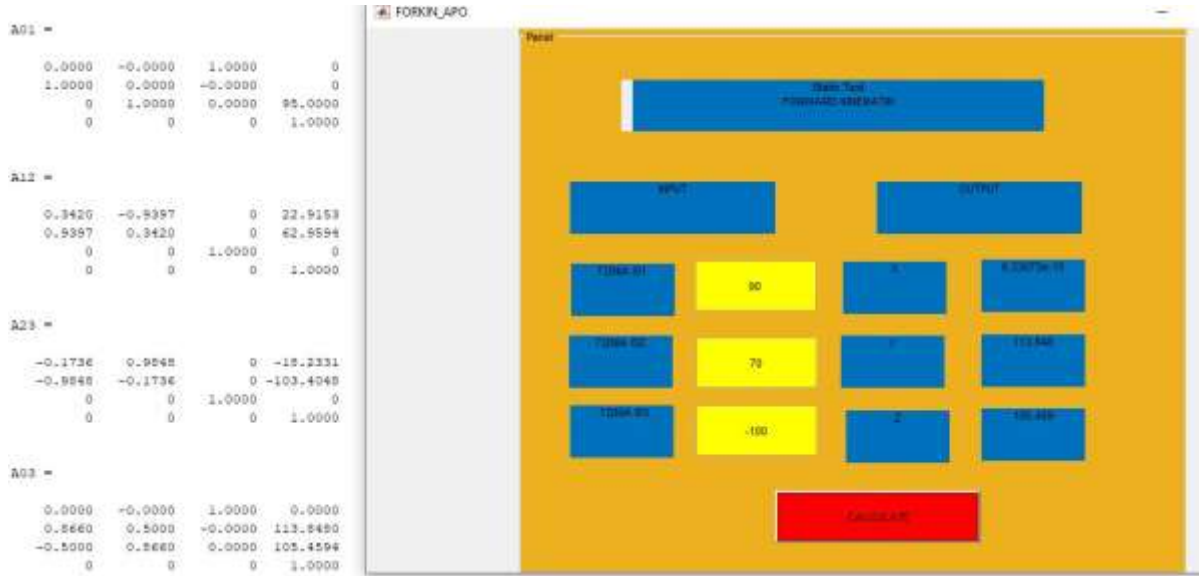 A01 =
0.0000 -0.0000 1.0000 0
1.0000 0.0000 -0.0000 0
0 1.0000 0.0000 95.0000
0 0 0 1.0000
A12 =
0.3420 -0.9397 0 22.9153
0.9397 0.3420 0 62.9594
0 0 1.0000 0
0 0 0 1.0000
A23 =
-0.1736 0.9848 0 -18.2331
-0.9848 -0.1736 0 -103.4048
0 0 1.0000 0
0 0 0 1.0000
A03 =
0.0000 -0.0000 1.0000 0.0000
0.8660 0.5000 -0.0000 113.8480
-0.5000 0.8660 0.0000 105.4594
0 0 0 1.0000
FORKIN_APO
Panel
Static Text
FORWARD KINEMATIK
INPUT OUTPUT
90 X
70
-100 Z
CALCULATE